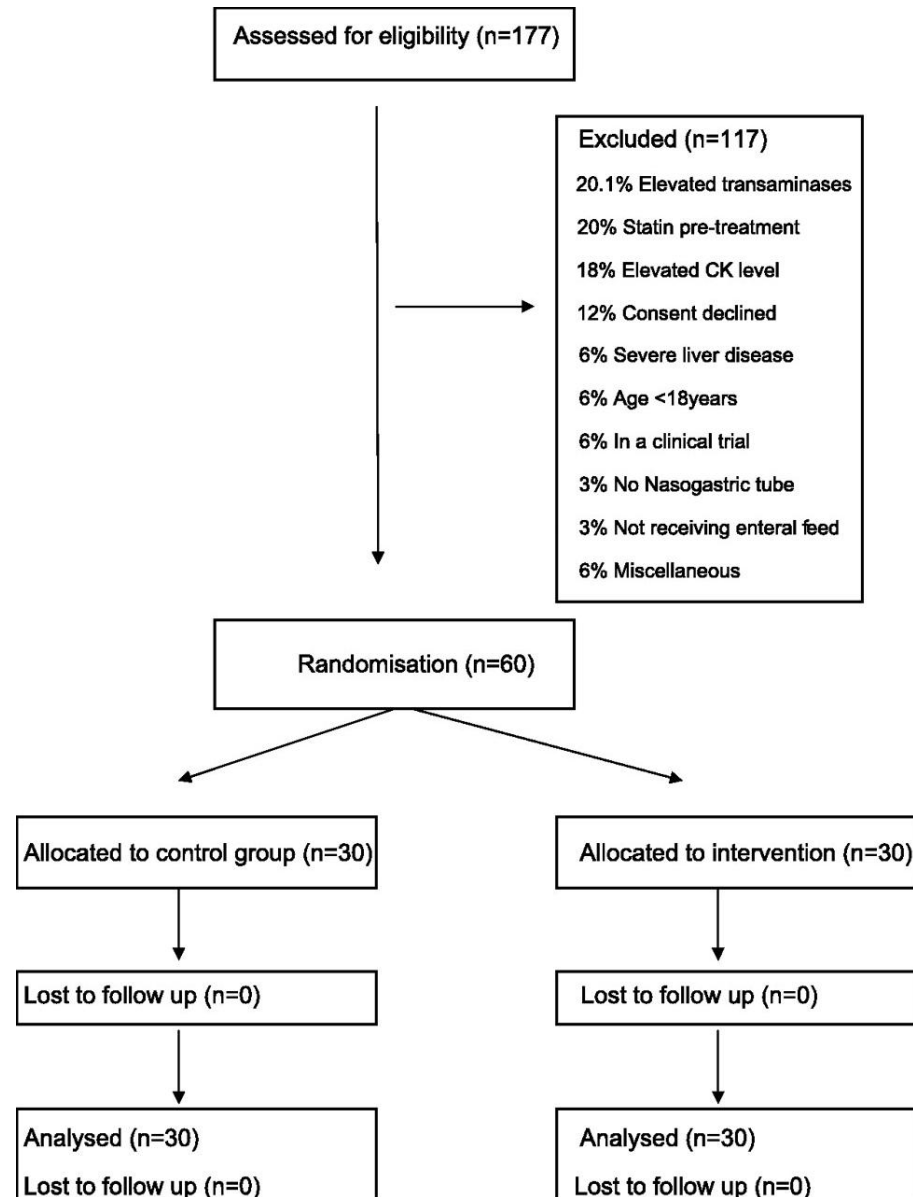 Assessed for eligibility (n=177)
Excluded (n=117)
20.1% Elevated transaminases
20% Statin pre-treatment
18% Elevated CK level
12% Consent declined
6% Severe liver disease
6% Age <18years
6% In a clinical trial
3% No Nasogastric tube
3% Not receiving enteral feed
6% Miscellaneous
Randomisation (n=60)
Allocated to control group (n=30)
Allocated to intervention (n=30)
Lost to follow up (n=0)
Lost to follow up (n=0)
Analysed (n=30)
Lost to follow up (n=0)
Analysed (n=30)
Lost to follow up (n=0)